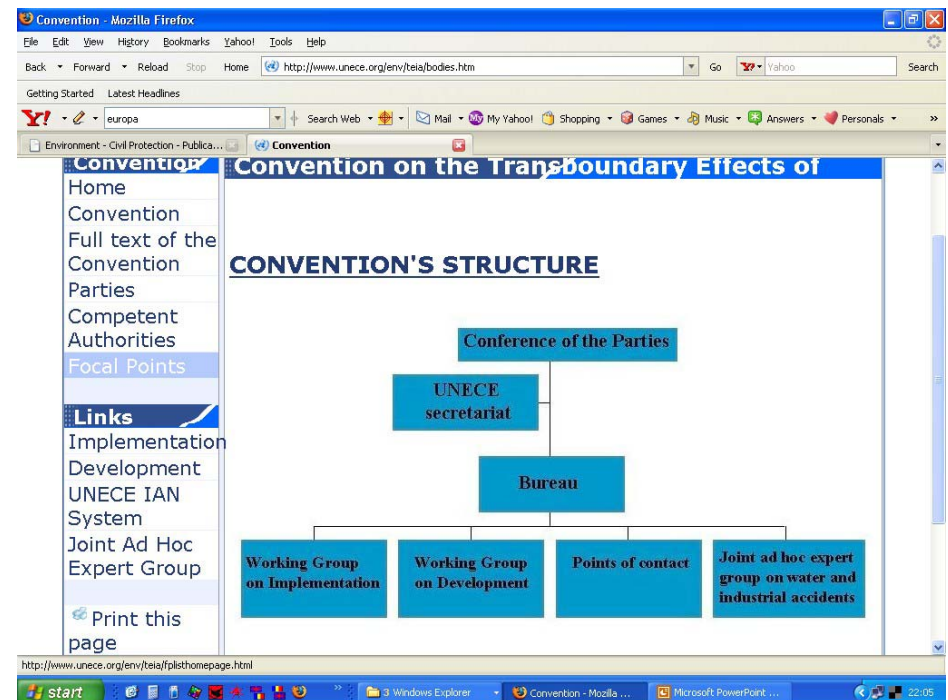 Convention - Mozilla Firefox
File Edit View History Bookmarks Yahoo! Tools Help
Back Forward Reload Stop Home http://www.unece.org/env/teia/bodies.htm Go Yahoo Search
Getting Started Latest Headlines
Y! europa Search Web Mail My Yahoo! Shopping Games Music Answers Personals »
Environment - Civil Protection - Publica... Convention
Convention
Home
Convention
Full text of the
Convention
Parties
Competent
Authorities
Focal Points
Links
Implementation
Development
UNECE IAN
System
Joint Ad Hoc
Expert Group
Print this
page
Convention on the Transboundary Effects of
CONVENTION'S STRUCTURE
Conference of the Parties
UNECE
secretariat
Bureau
Working Group
on Implementation
Working Group
on Development
Points of contact
Joint ad hoc expert
group on water and
industrial accidents
http://www.unece.org/env/teia/fplisthomepage.html
start » 3 Windows Explorer Convention - Mozilla ... Microsoft PowerPoint ... 22:05